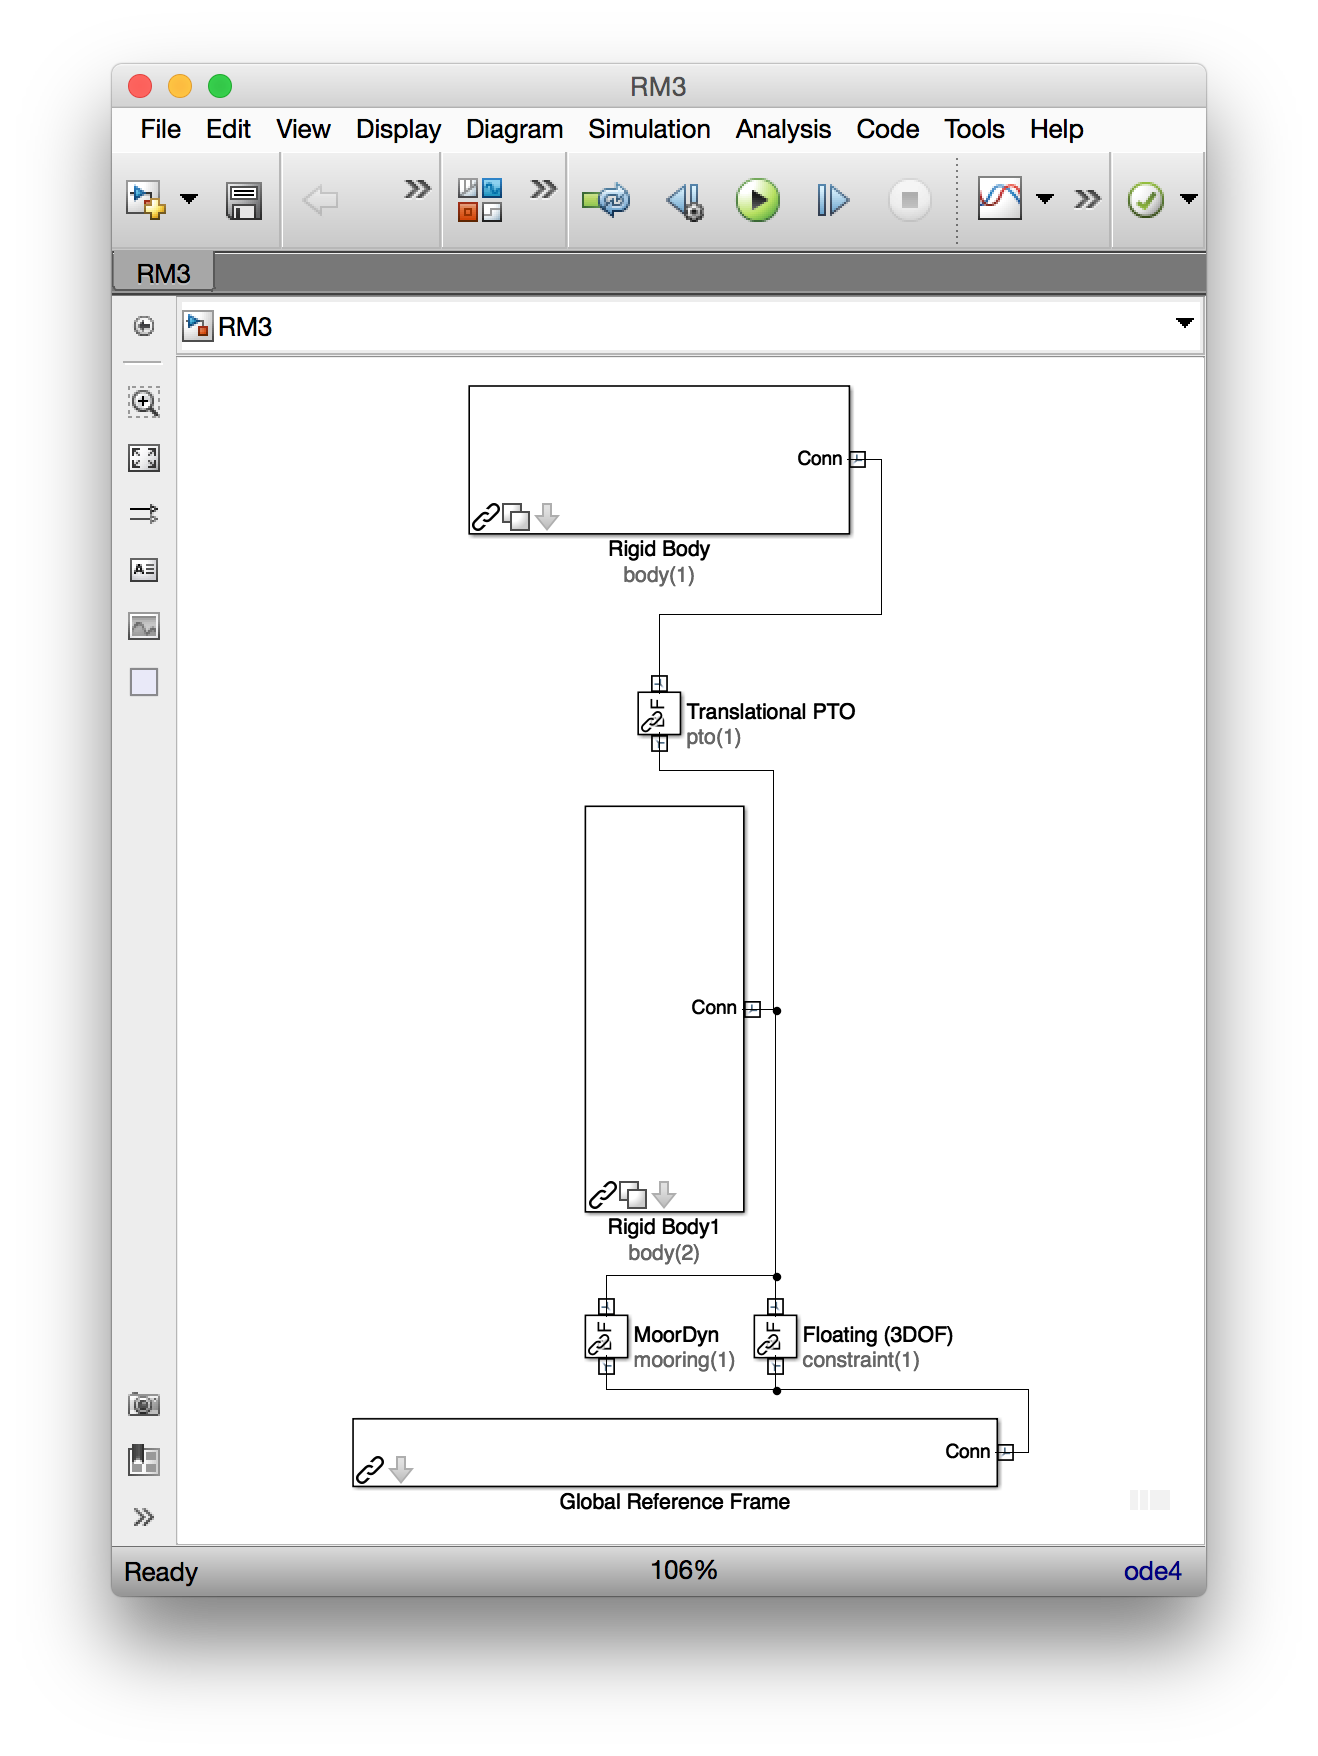 RM3
File Edit View Display Diagram Simulation Analysis Code Tools Help
RM3
RM3
Conn
Rigid Body
body(1)
Translational PTO
pto(1)
Conn
Rigid Body1
body(2)
MoorDyn
mooring(1)
Floating (3DOF)
constraint(1)
Conn
Global Reference Frame
Ready 106% ode4